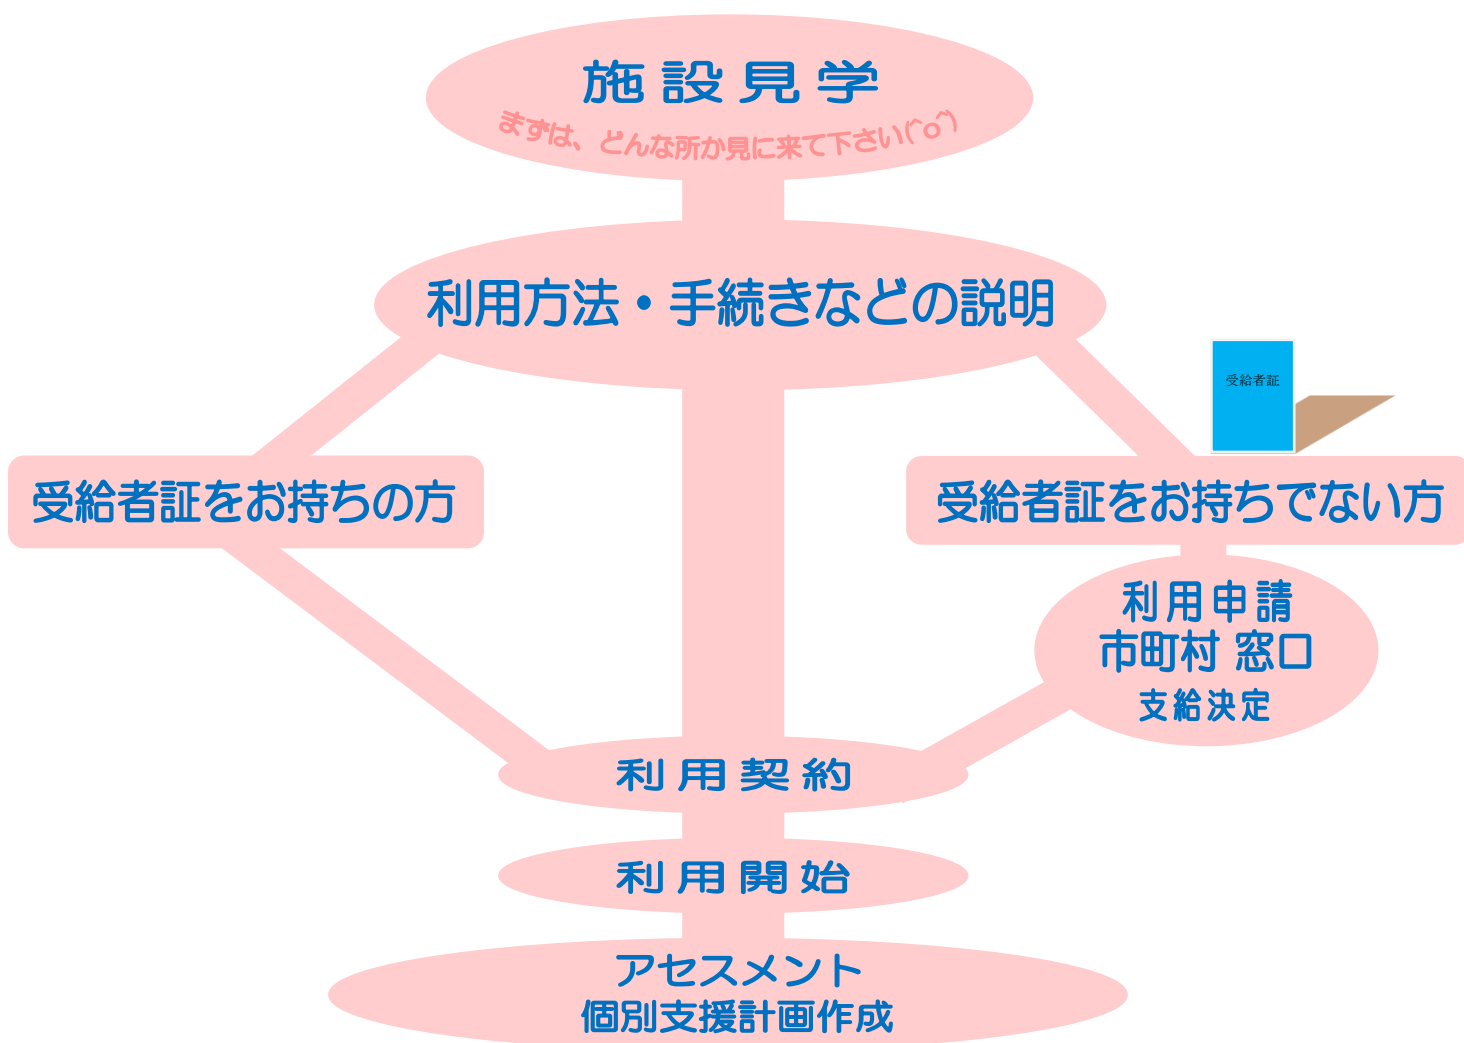 施設見学
まずは、どんな所か見に来て下さい(^o^)
利用方法・手続きなどの説明
受給者証
受給者証をお持ちの方
受給者証をお持ちでない方
利用申請
市町村 窓口
支給決定
利用契約
利用開始
アセスメント
個別支援計画作成